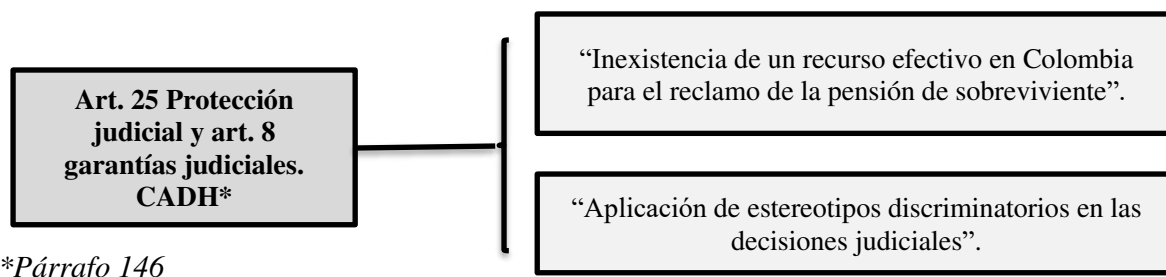 Art. 25 Protección
judicial y art. 8
garantías judiciales.
CADH*
“Inexistencia de un recurso efectivo en Colombia
para el reclamo de la pensión de sobreviviente”.
“Aplicación de estereotipos discriminatorios en las
decisiones judiciales”.
*Párrafo 146